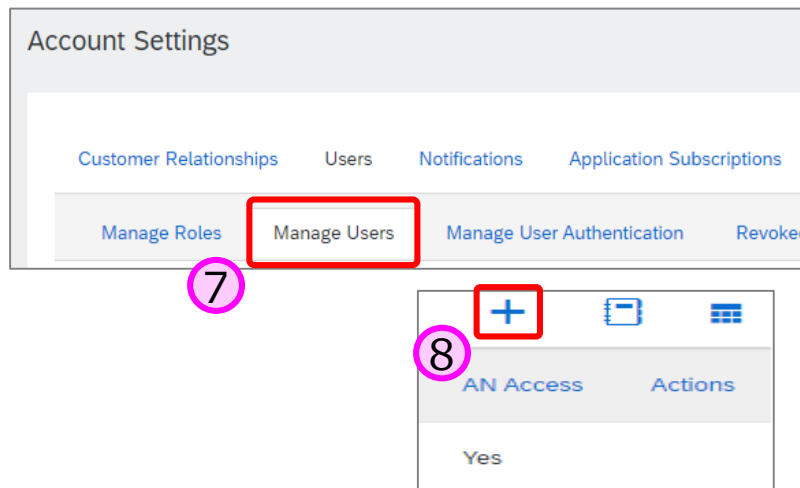 Account Settings
Customer Relationships Users Notifications Application Subscriptions
Manage Roles Manage Users Manage User Authentication Revoked
7
8
AN Access Actions
Yes